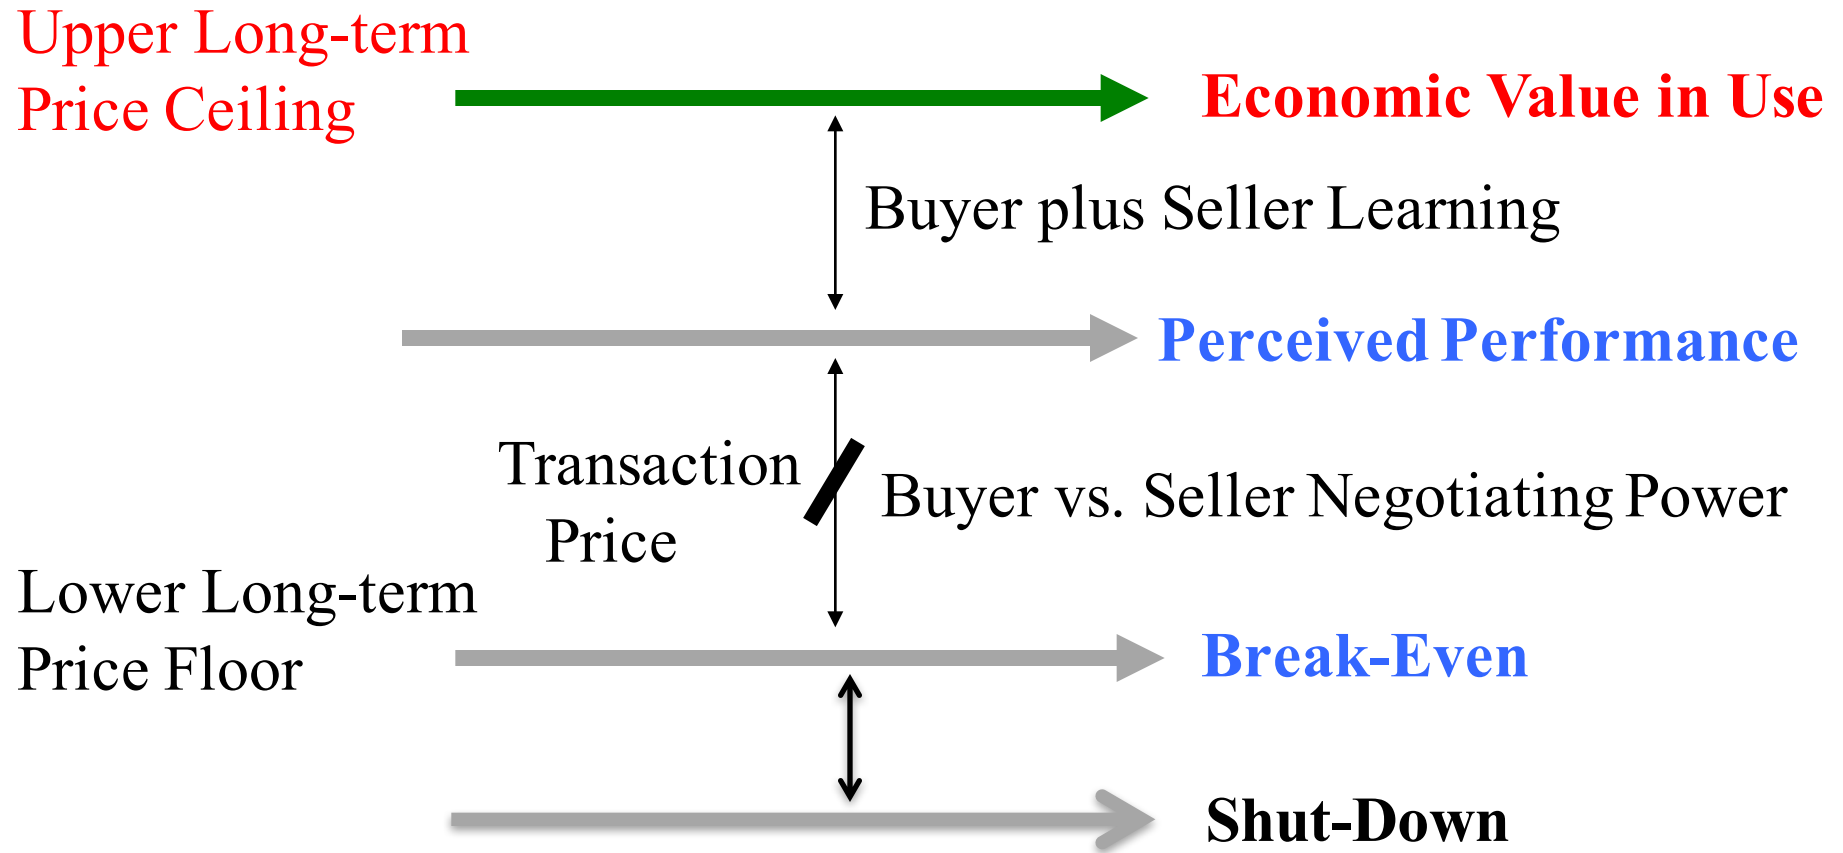 Upper Long-term
Price Ceiling
Economic Value in Use
Buyer plus Seller Learning
Perceived Performance
Transaction
Price
Buyer vs. Seller Negotiating Power
Lower Long-term
Price Floor
Break-Even
Shut-Down